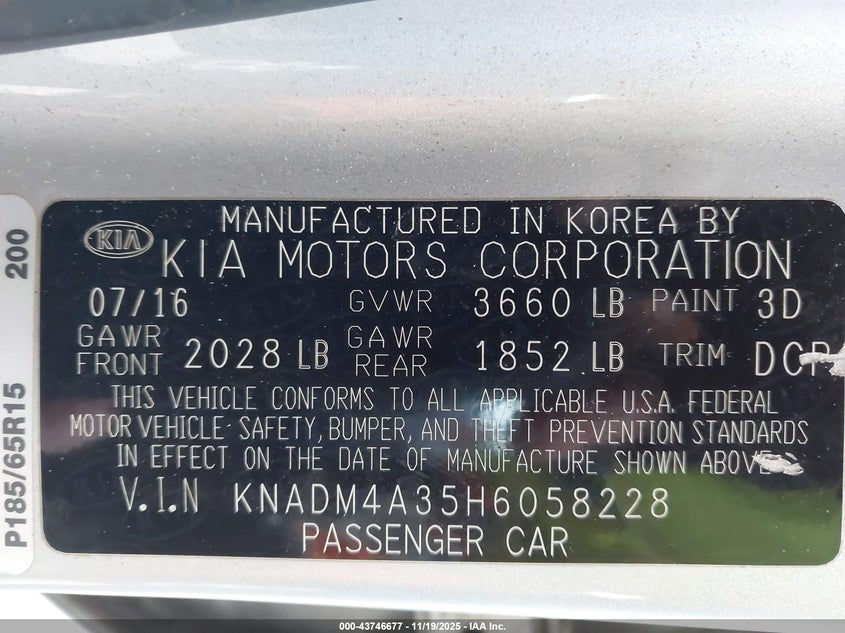 MANUFACTURED IN KOREA BY
KIA
KIA MOTORS CORPORATION
07/16 GVWR 3660 LB PAINT 3D
GAWR FRONT 2028 LB GAWR REAR 1852 LB TRIM DCR
THIS VEHICLE CONFORMS TO ALL APPLICABLE U.S.A. FEDERAL
MOTOR VEHICLE SAFETY, BUMPER, AND THEFT PREVENTION STANDARDS
IN EFFECT ON THE DATE OF MANUFACTURE SHOWN ABOVE
V.I.N KNADM4A35H6058228
PASSENGER CAR
P185/65R15 200
000-43746677 - 11/19/2025 - IAA Inc.